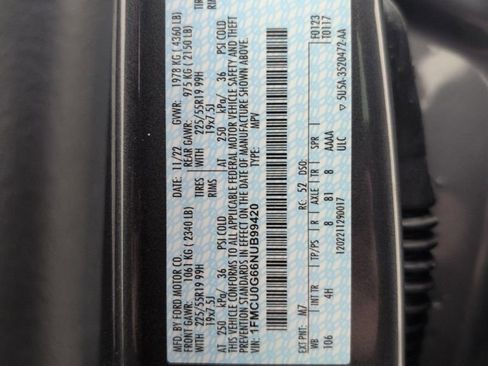 MFD. BY FORD MOTOR CO.
DATE: 11/22 GVWR: 1978 KG ( 4360 LB)
FRONT GAWR: 1061 KG ( 2340 LB) REAR GAWR: 975 KG ( 2150 LB)
225/55R19 99H TIRES WITH 225/55R19 99H TIRES
19x7.5J RIMS 19x7.5J RIMS
AT 250 kPa/ 36 PSI COLD AT 250 kPa/ 36 PSI COLD
THIS VEHICLE CONFORMS TO ALL APPLICABLE FEDERAL MOTOR VEHICLE SAFETY AND THEFT
PREVENTION STANDARDS IN EFFECT ON THE DATE OF MANUFACTURE SHOWN ABOVE.
VIN: 1FMCU0G66NUB99420
TYPE: MPV
F0123
T0117
EXT PNT: M7 RC: 52 DSO:
WB INT TR TP/PS R AXLE TR SPR
106 4H 8 81 8 AAAA
ULC
1202211290017
5U5A-3520472-AA